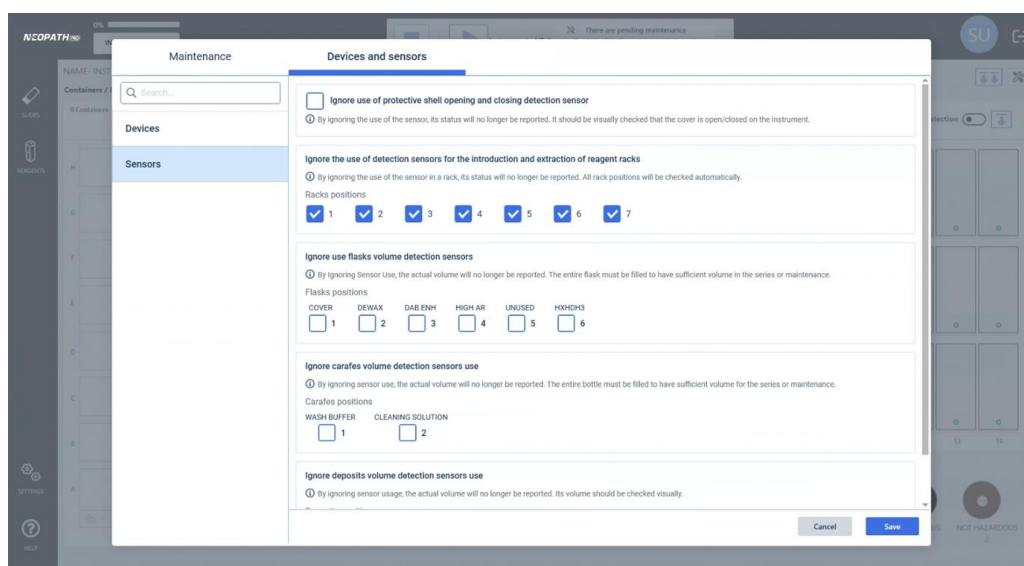 NEOPATH PRO
0%
There are pending maintenance
SU
Maintenance
Devices and sensors
NAME- INST
Containers /
0 Containers
Search...
Devices
Sensors
SLIDES
REAGENTS
SETTINGS
HELP
H
G
F
E
D
C
B
A
Ignore use of protective shell opening and closing detection sensor
By ignoring the use of the sensor, its status will no longer be reported. It should be visually checked that the cover is open/closed on the instrument.
Ignore the use of detection sensors for the introduction and extraction of reagent racks
By ignoring the use of the sensor in a rack, its status will no longer be reported. All rack positions will be checked automatically.
Racks positions
1 2 3 4 5 6 7
Ignore use flasks volume detection sensors
By Ignoring Sensor Use, the actual volume will no longer be reported. The entire flask must be filled to have sufficient volume in the series or maintenance.
Flasks positions
COVER DEWAX DAB.ENH HIGH AR UNUSED HXHDH3
1 2 3 4 5 6
Ignore carafes volume detection sensors use
By ignoring sensor use, the actual volume will no longer be reported. The entire bottle must be filled to have sufficient volume for the series or maintenance.
Carafes positions
WASH BUFFER CLEANING SOLUTION
1 2
Ignore deposits volume detection sensors use
By ignoring sensor usage, the actual volume will no longer be reported. Its volume should be checked visually.
Cancel Save
13 14
NOT HAZARDOUS
2